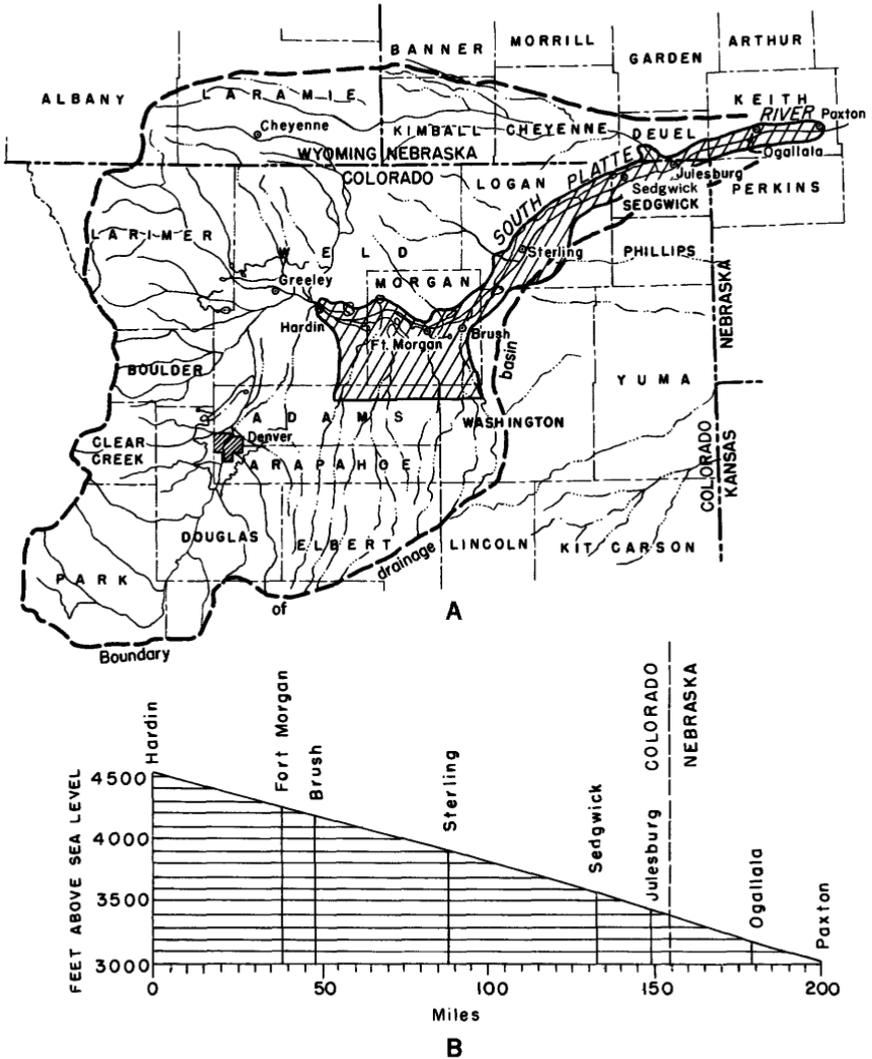 BANNER
MORRILL
GARDEN
ARTHUR
ALBANY
LARAMIE
KEITH
RIVER
Paxton
Cheyenne
KIMBALL
CHEYENNE
DEUEL
Ogallala
WYOMING NEBRASKA
COLORADO
LOGAN
SOUTH PLATTE
Julesburg
Sedgwick
SEDGWICK
PERKINS
LARIMER
WELD
Sterling
PHILLIPS
MORGAN
Greeley
NEBRASKA
Hardin
Ft. Morgan
Brush
BOULDER
basin
YUMA
ADAMS
WASHINGTON
Denver
CLEAR
CREEK
ARAPAHOE
COLORADO
KANSAS
DOUGLAS
ELBERT
LINCOLN
KIT CARSON
drainage
PARK
of
A
Boundary
Hardin
Fort Morgan
Brush
Sterling
Sedgwick
Julesburg
COLORADO
NEBRASKA
Ogallala
Paxton
FEET ABOVE SEA LEVEL
4500
4000
3500
3000
0 50 100 150 200
Miles
B